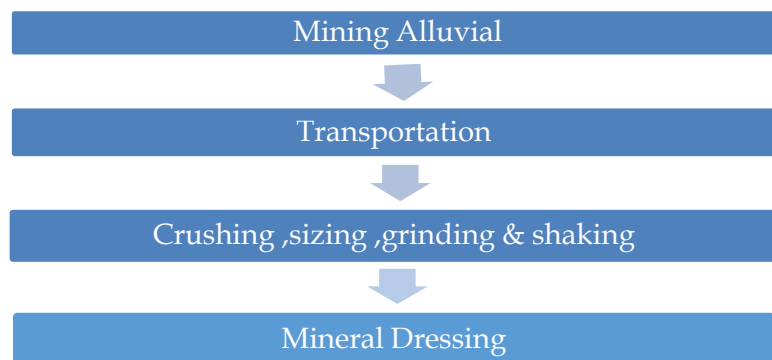 Mining Alluvial
Transportation
Crushing ,sizing ,grinding & shaking
Mineral Dressing